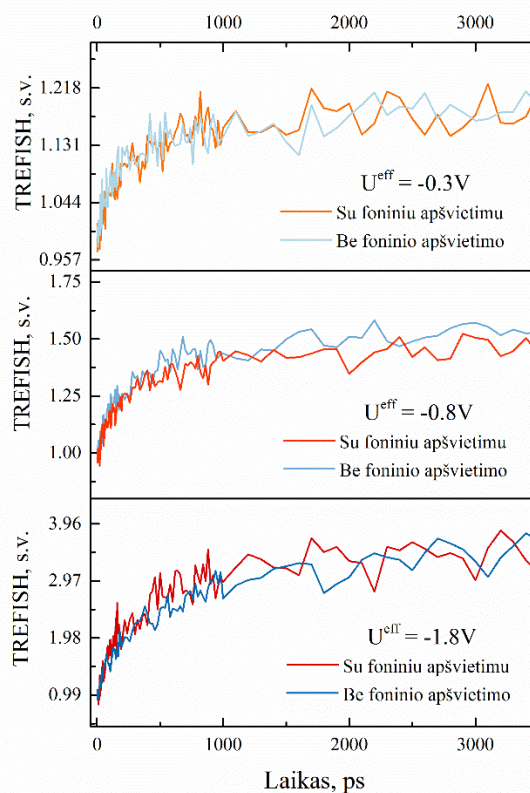 0 1000 2000 3000
TREFISH, s.v.
1.218
1.131
1.044
0.957
U^eff = -0.3V
Su foniniu apšvietimu
Be foninio apšvietimo
TREFISH, s.v.
1.75
1.50
1.25
1.00
U^eff = -0.8V
Su foniniu apšvietimu
Be foninio apšvietimo
TREFISH, s.v.
3.96
2.97
1.98
0.99
U^eff = -1.8V
Su foniniu apšvietimu
Be foninio apšvietimo
0 1000 2000 3000
Laikas, ps